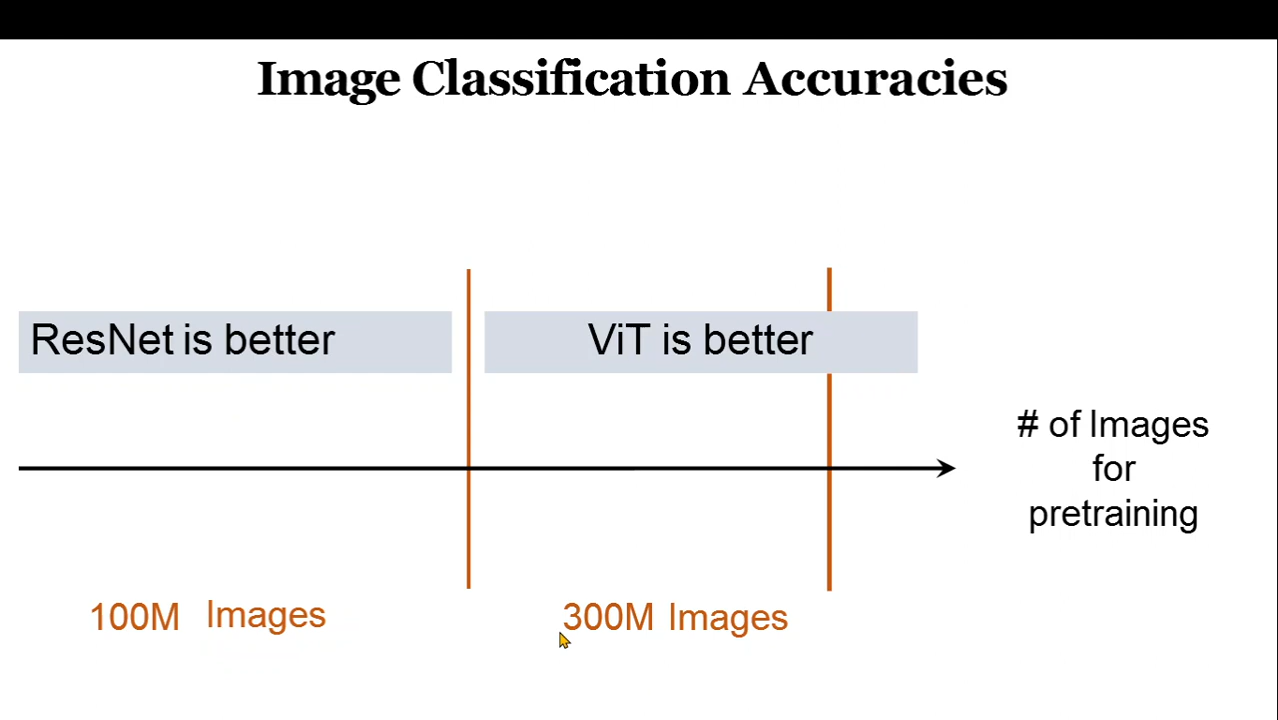 Image Classification Accuracies
ResNet is better
ViT is better
# of Images
for
pretraining
100M Images
300M Images